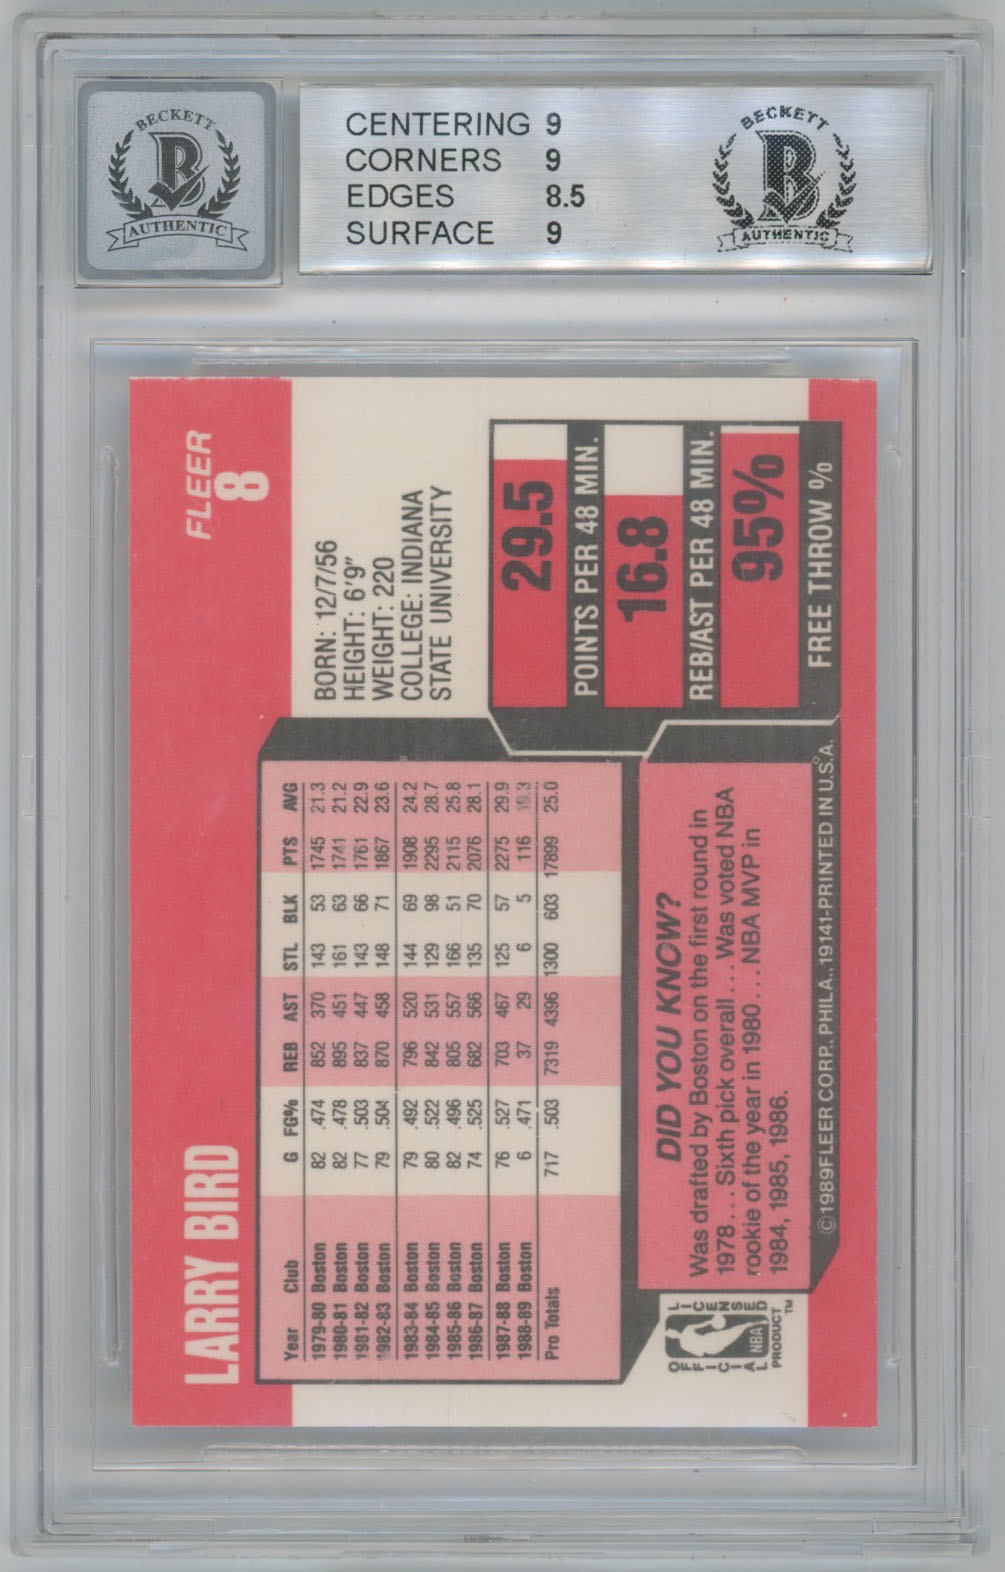 BECKETT
B
AUTHENTIC
CENTERING 9
CORNERS 9
EDGES 8.5
SURFACE 9
BECKETT
B
AUTHENTIC
LARRY BIRD
FLEER
8
BORN: 12/7/56
HEIGHT: 6'9"
WEIGHT: 220
COLLEGE: INDIANA
STATE UNIVERSITY
Year Club G FG% REB AST STL BLK PTS AVG
1979-80 Boston 82 .474 852 370 143 53 1745 21.3
1980-81 Boston 82 .478 895 451 161 63 1741 21.2
1981-82 Boston 77 .503 837 447 143 66 1761 22.9
1982-83 Boston 79 .504 870 458 148 71 1867 23.6
1983-84 Boston 79 .492 796 520 144 69 1908 24.2
1984-85 Boston 80 .522 842 531 129 98 2295 28.7
1985-86 Boston 82 .496 805 557 166 51 2115 25.8
1986-87 Boston 74 .525 682 566 135 70 2076 28.1
1987-88 Boston 76 .527 703 467 125 57 2275 29.9
1988-89 Boston 6 .471 37 29 6 5 116 19.3
Pro Totals 717 .503 7319 4396 1300 603 17899 25.0
29.5
POINTS PER 48 MIN.
16.8
REB/AST PER 48 MIN.
95%
FREE THROW %
DID YOU KNOW?
Was drafted by Boston on the first round in
1978... Sixth pick overall... Was voted NBA
rookie of the year in 1980... NBA MVP in
1984, 1985, 1986.
OFFICIAL LICENSED
NBA
PRODUCT™
©1989 FLEER CORP., PHILA., 19141-PRINTED IN U.S.A.